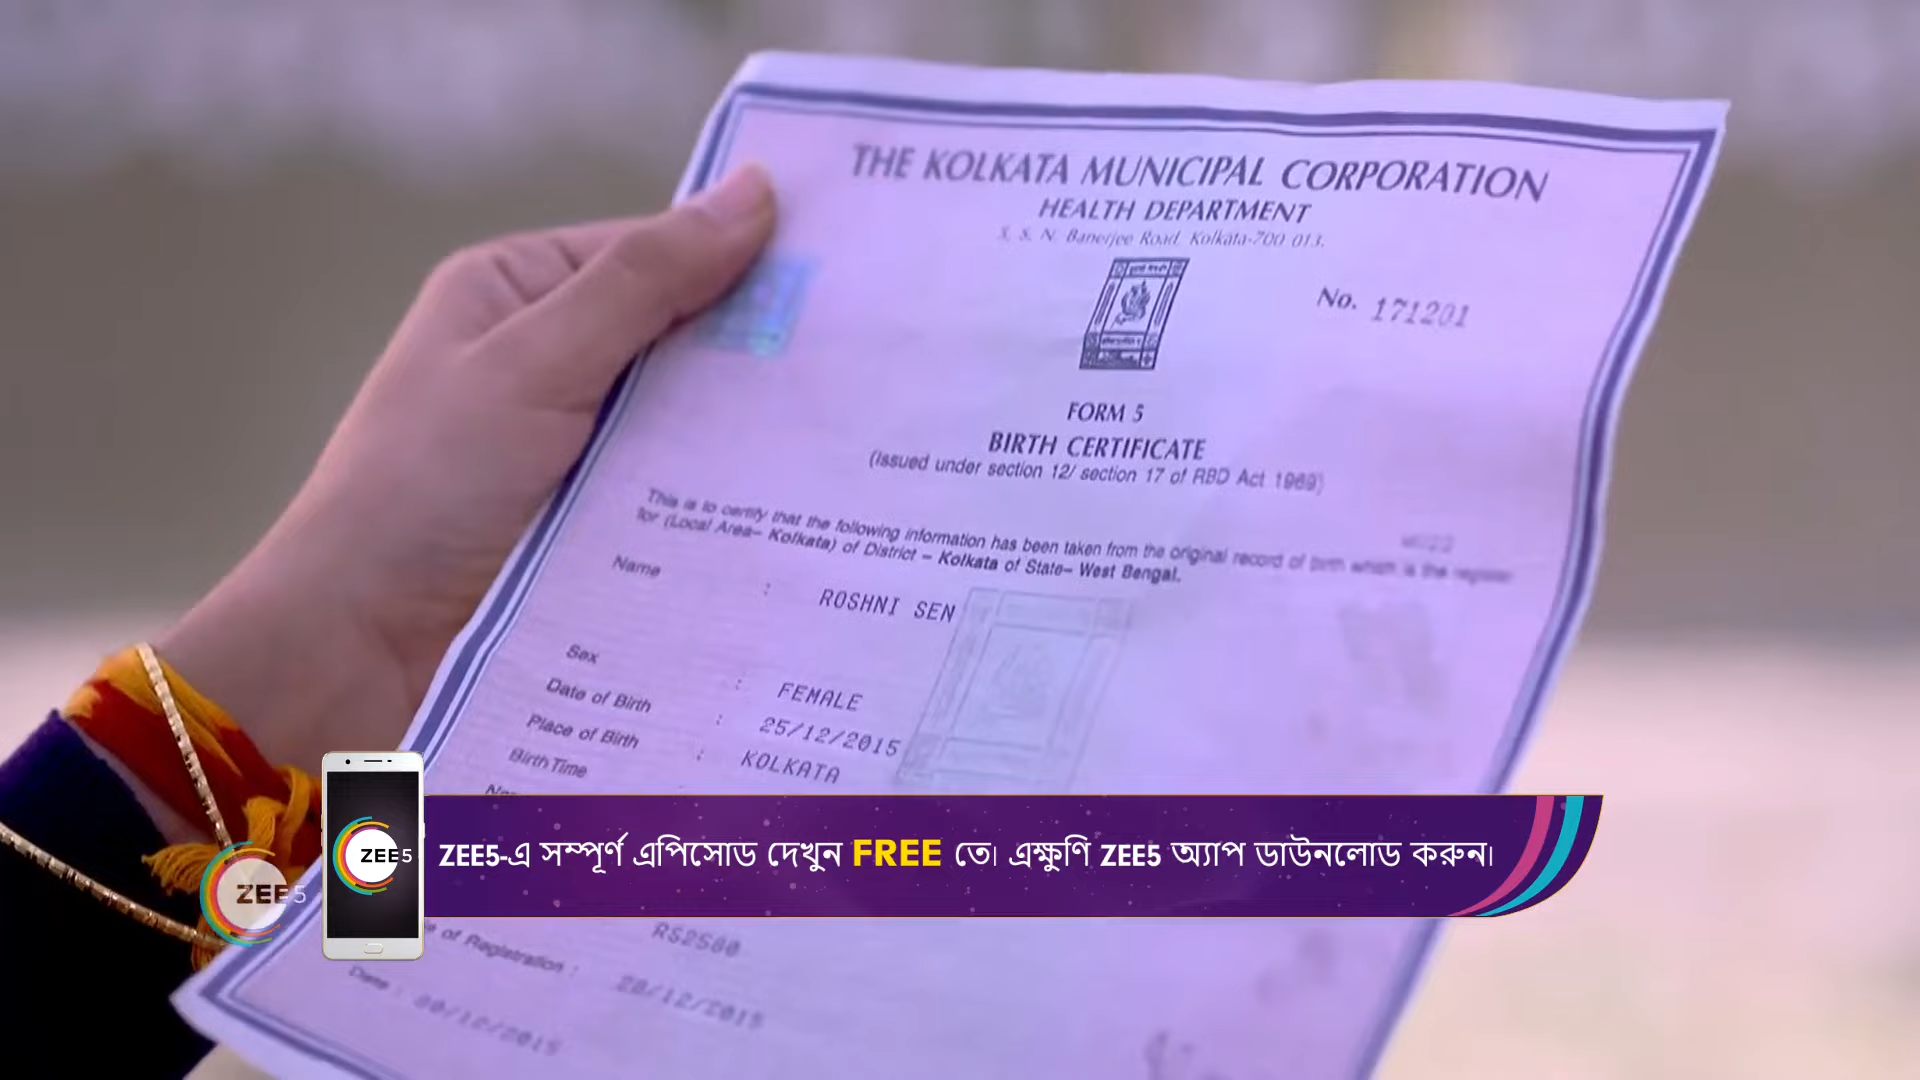 THE KOLKATA MUNICIPAL CORPORATION
HEALTH DEPARTMENT
S. N. Banerjee Road, Kolkata-700 013.
No. 171201
FORM 5
BIRTH CERTIFICATE
(Issued under section 12/ section 17 of RBD Act 1969)
This is to certify that the following information has been taken from the original record of birth which is the register
for (Local Area– Kolkata) of District – Kolkata of State– West Bengal.
Name : ROSHNI SEN
Sex : FEMALE
Date of Birth : 25/12/2015
Place of Birth : KOLKATA
Birth Time
ZEE5
ZEE5
ZEE5-এ সম্পূর্ণ এপিসোড দেখুন FREE তে। এক্ষুণি ZEE5 অ্যাপ ডাউনলোড করুন।
of Registration : 28/12/2015
Date :